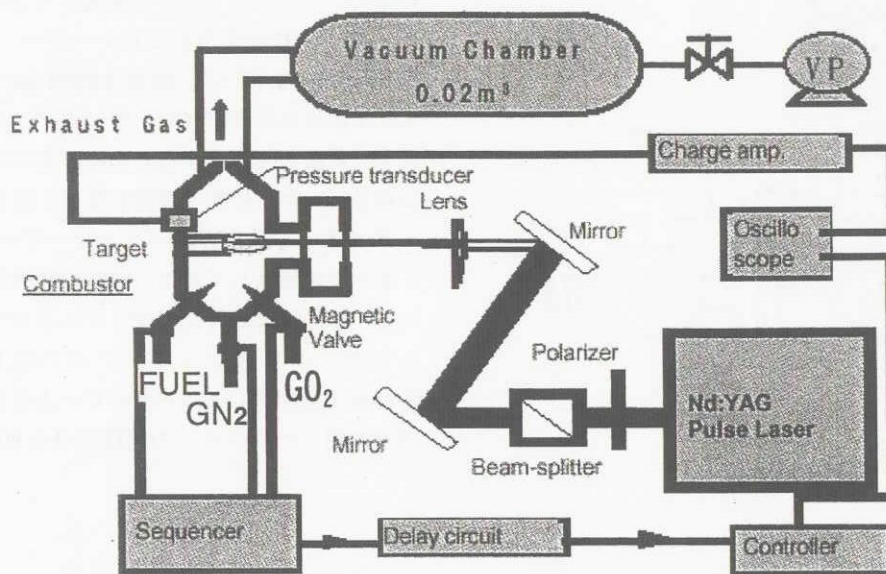 Vacuum Chamber
0.02m³
VP
Exhaust Gas
Charge amp.
Pressure transducer
Lens
Mirror
Oscillo
scope
Target
Combustor
Magnetic
Valve
Polarizer
FUEL
GN2
GO₂
Nd:YAG
Pulse Laser
Mirror
Beam-splitter
Sequencer
Delay circuit
Controller